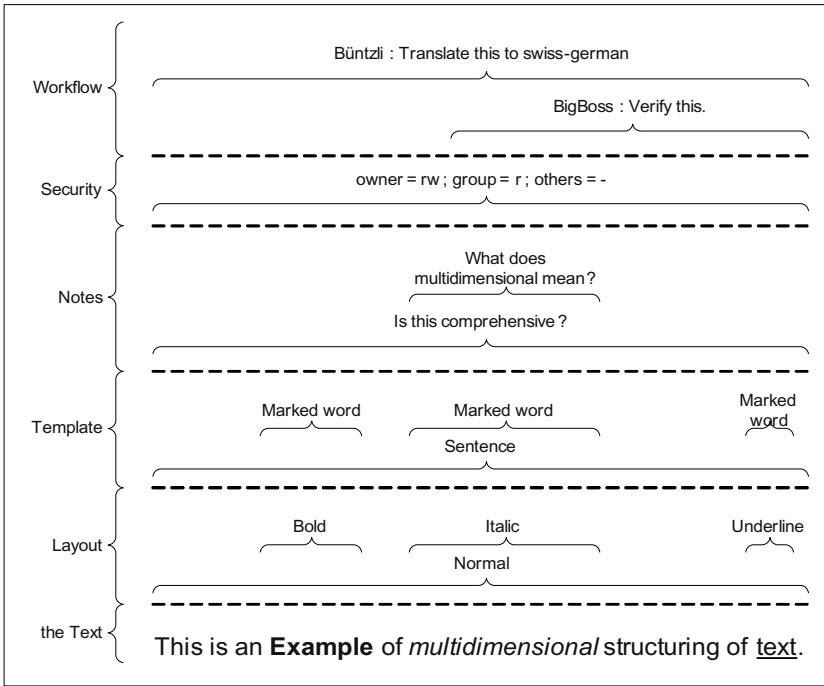 Büntzli : Translate this to swiss-german
Workflow
BigBoss : Verify this.
Security
owner = rw ; group = r ; others = -
What does
multidimensional mean ?
Notes
Is this comprehensive ?
Marked word
Marked word
Marked
word
Template
Sentence
Bold
Italic
Underline
Layout
Normal
the Text
This is an Example of multidimensional structuring of text.